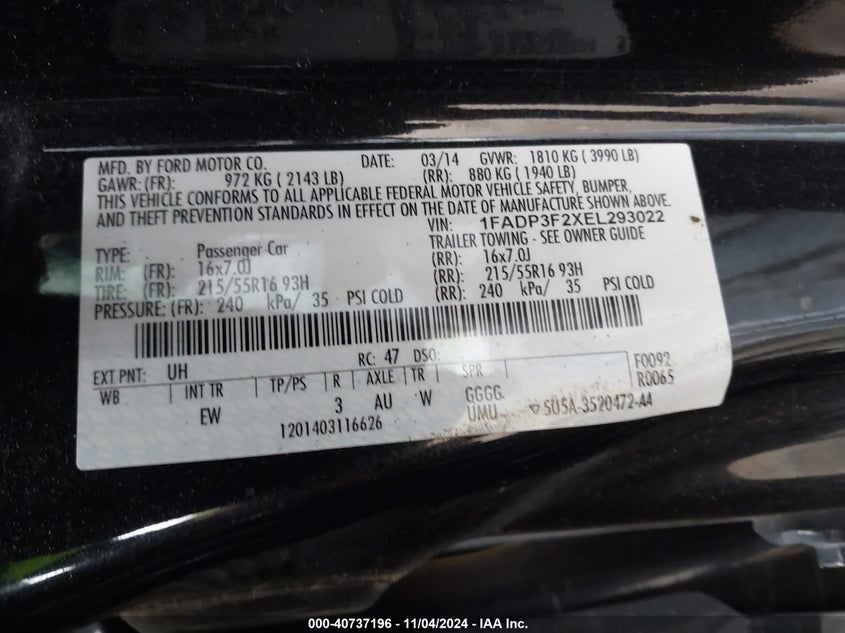 MFD. BY FORD MOTOR CO. DATE: 03/14 GVWR: 1810 KG ( 3990 LB)
GAWR: (FR): 972 KG ( 2143 LB) (RR): 880 KG ( 1940 LB)
THIS VEHICLE CONFORMS TO ALL APPLICABLE FEDERAL MOTOR VEHICLE SAFETY, BUMPER,
AND THEFT PREVENTION STANDARDS IN EFFECT ON THE DATE OF MANUFACTURE SHOWN ABOVE.
VIN: 1FADP3F2XEL293022
TYPE: Passenger Car TRAILER TOWING - SEE OWNER GUIDE
RIM: (FR): 16x7.0J (RR): 16x7.0J
TIRE: (FR): 215/55R16 93H (RR): 215/55R16 93H
PRESSURE: (FR): 240 kPa/ 35 PSI COLD (RR): 240 kPa/ 35 PSI COLD
EXT PNT: UH RC: 47 DSO: F0092
WB INT TR TP/PS R AXLE TR SPR R0065
EW 3 AU W GGGG.
UMU
1201403116626 SU5A-3520472-AA
000-40737196 - 11/04/2024 - IAA Inc.